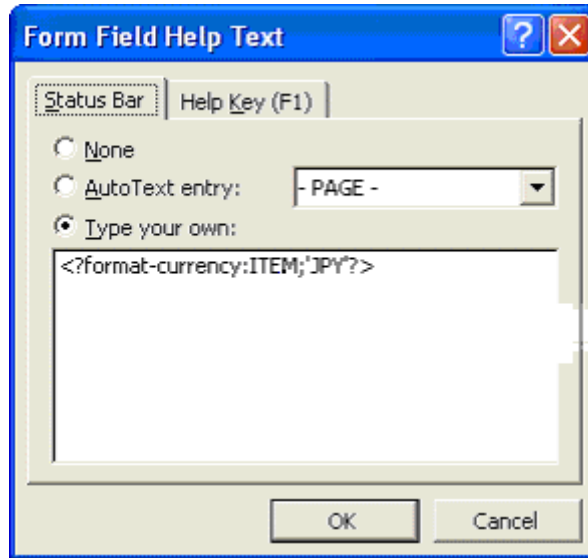 Form Field Help Text
?
Status Bar
Help Key (F1)
None
AutoText entry:
- PAGE -
Type your own:
<?format-currency:ITEM;'JPY'?>
OK
Cancel